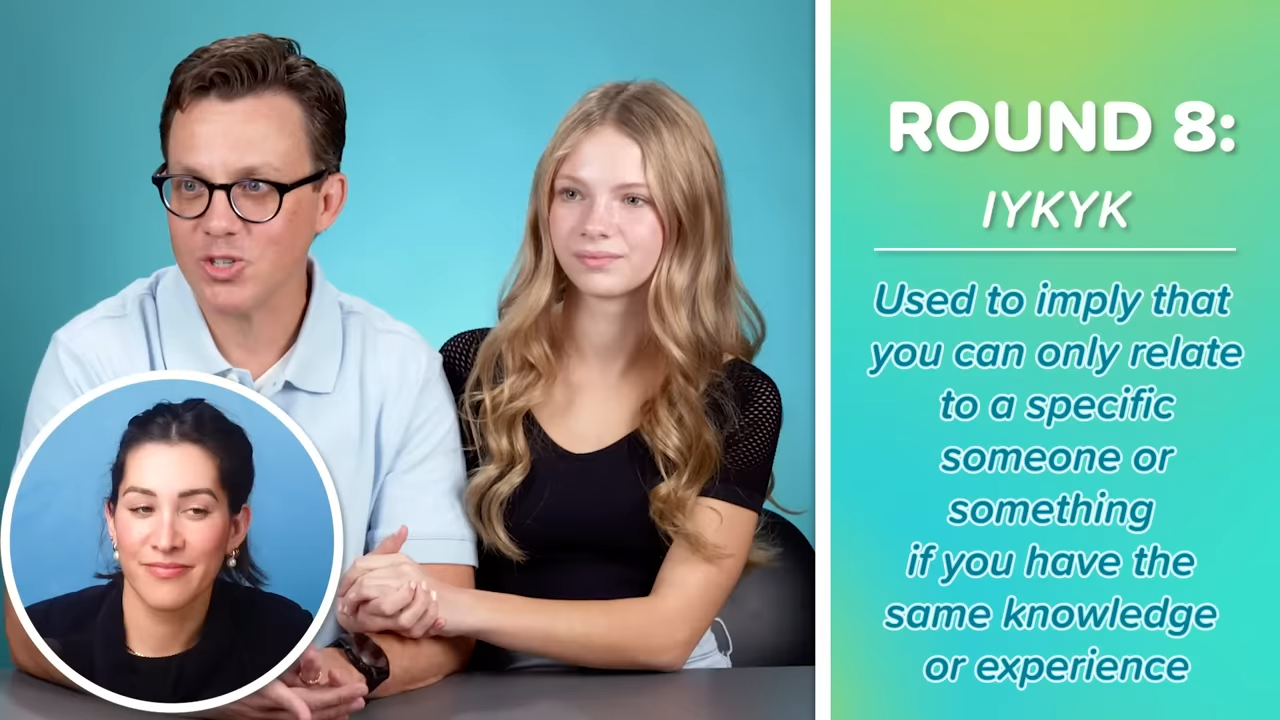 ROUND 8:
IYKYK
Used to imply that
you can only relate
to a specific
someone or
something
if you have the
same knowledge
or experience